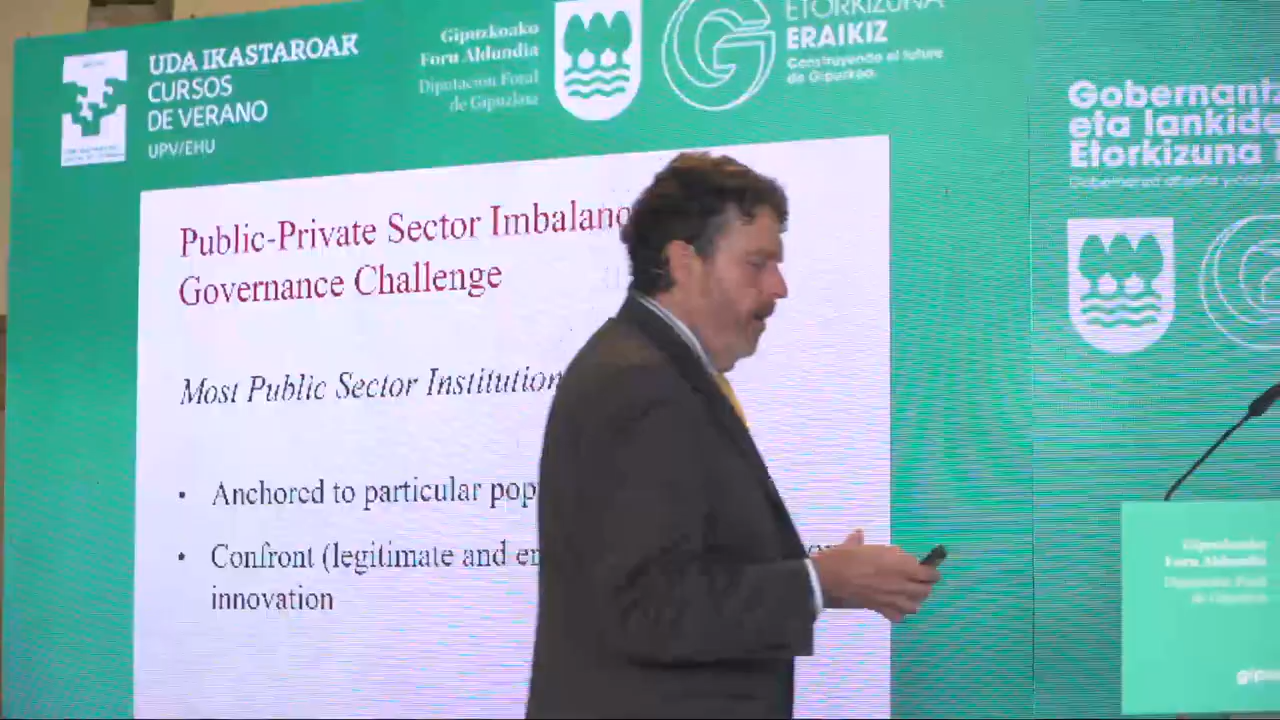 UDA IKASTAROAK
CURSOS
DE VERANO
UPV/EHU
Gipuzkoako
Foru Aldundia
Diputación Foral
de Gipuzkoa
ETORKIZUNA
ERAIKIZ
Construyendo el futuro
de Gipuzkoa
Public-Private Sector Imbalanc
Governance Challenge
Most Public Sector Institution
• Anchored to particular pop
• Confront (legitimate and en
innovation
Gobernant
eta lankide
Etorkizuna